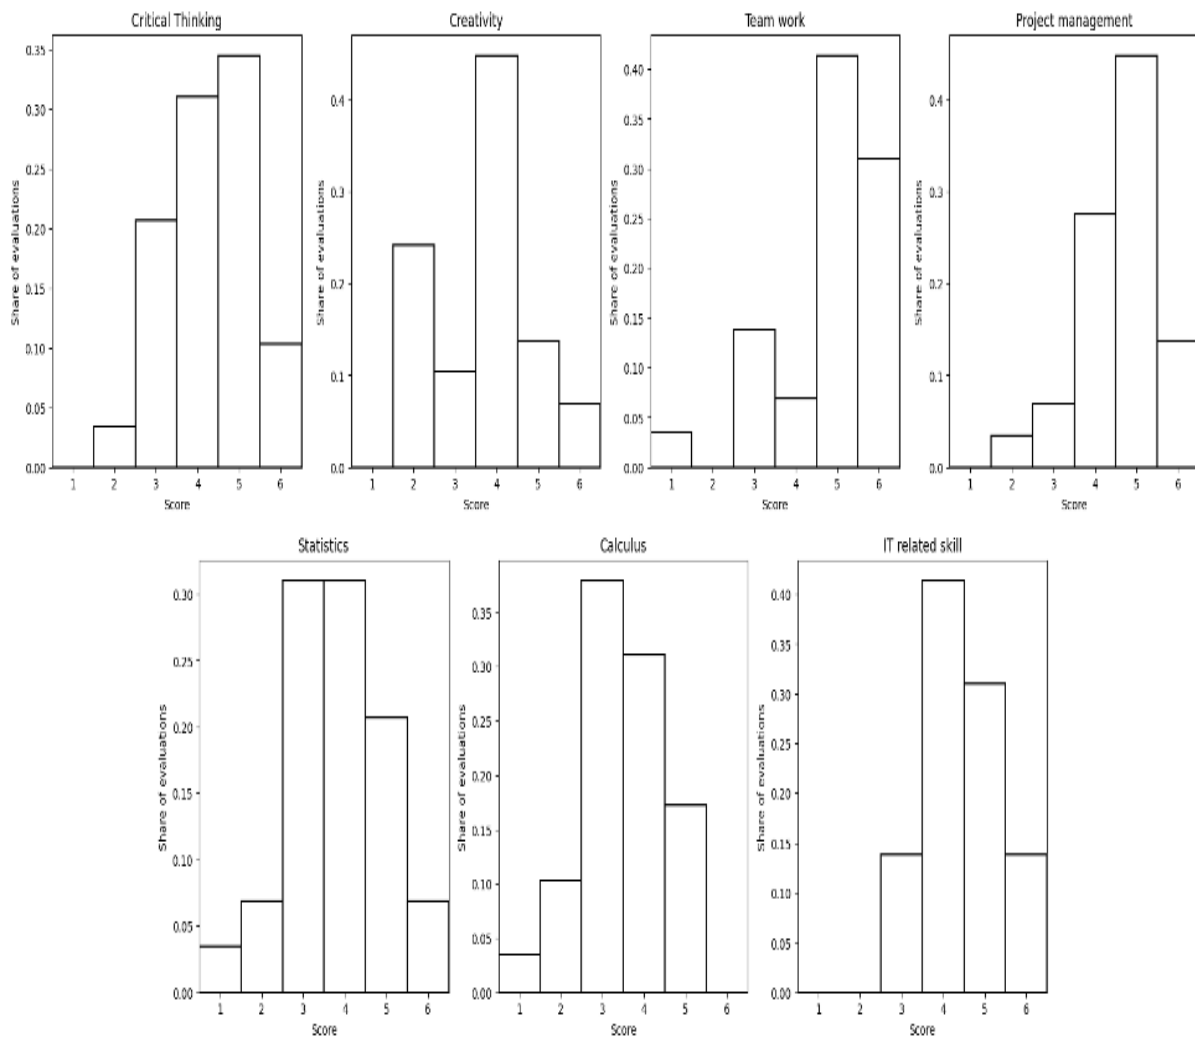 Critical Thinking
Share of evaluations
0.35
0.30
0.25
0.20
0.15
0.10
0.05
0.00
1 2 3 4 5 6
Score
Creativity
Share of evaluations
0.4
0.3
0.2
0.1
0.0
1 2 3 4 5 6
Score
Team work
Share of evaluations
0.40
0.35
0.30
0.25
0.20
0.15
0.10
0.05
0.00
1 2 3 4 5 6
Score
Project management
Share of evaluations
0.4
0.3
0.2
0.1
0.0
1 2 3 4 5 6
Score
Statistics
Share of evaluations
0.30
0.25
0.20
0.15
0.10
0.05
0.00
1 2 3 4 5 6
Score
Calculus
Share of evaluations
0.35
0.30
0.25
0.20
0.15
0.10
0.05
0.00
1 2 3 4 5 6
Score
IT related skill
Share of evaluations
0.40
0.35
0.30
0.25
0.20
0.15
0.10
0.05
0.00
1 2 3 4 5 6
Score